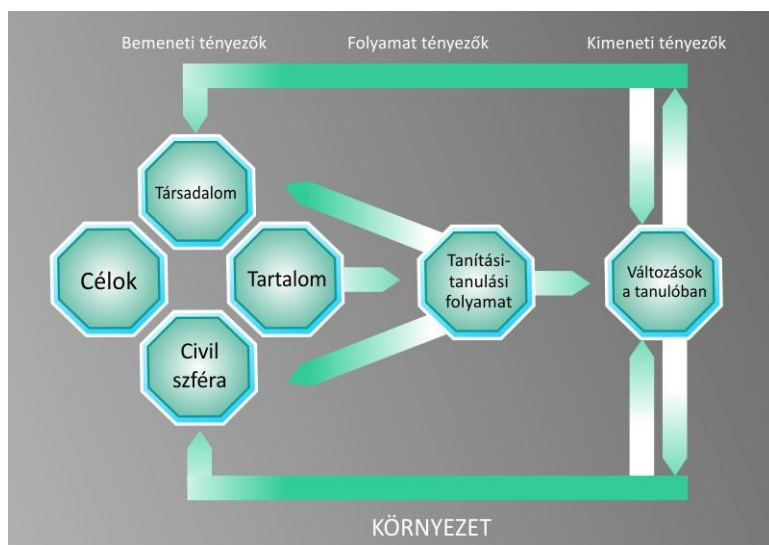 Bemeneti tényezők
Folyamat tényezők
Kimeneti tényezők
Társadalom
Célok
Tartalom
Tanítási-
tanulási
folyamat
Változások
a tanulóban
Civil
szféra
KÖRNYEZET